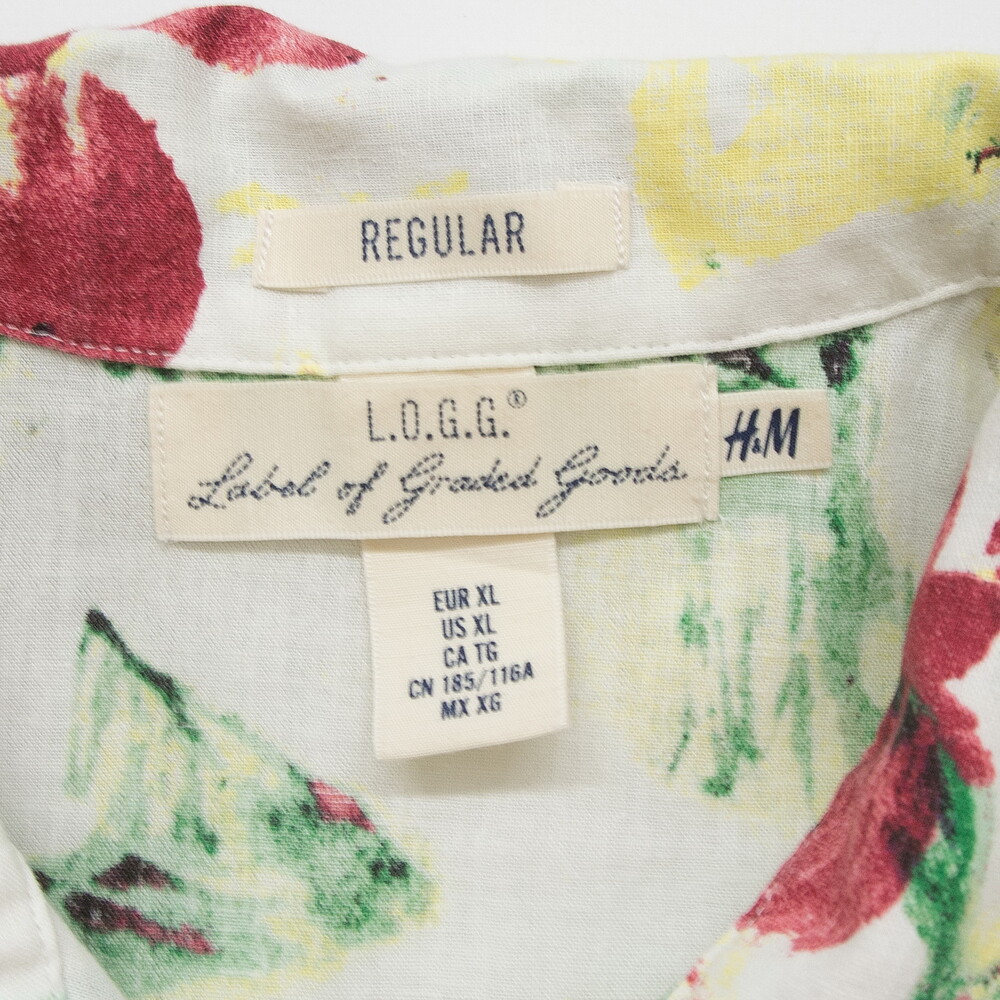 REGULAR
L.O.G.G.®
Label of Graded Goods
H&M
EUR XL
US XL
CA TG
CN 185/116A
MX XG